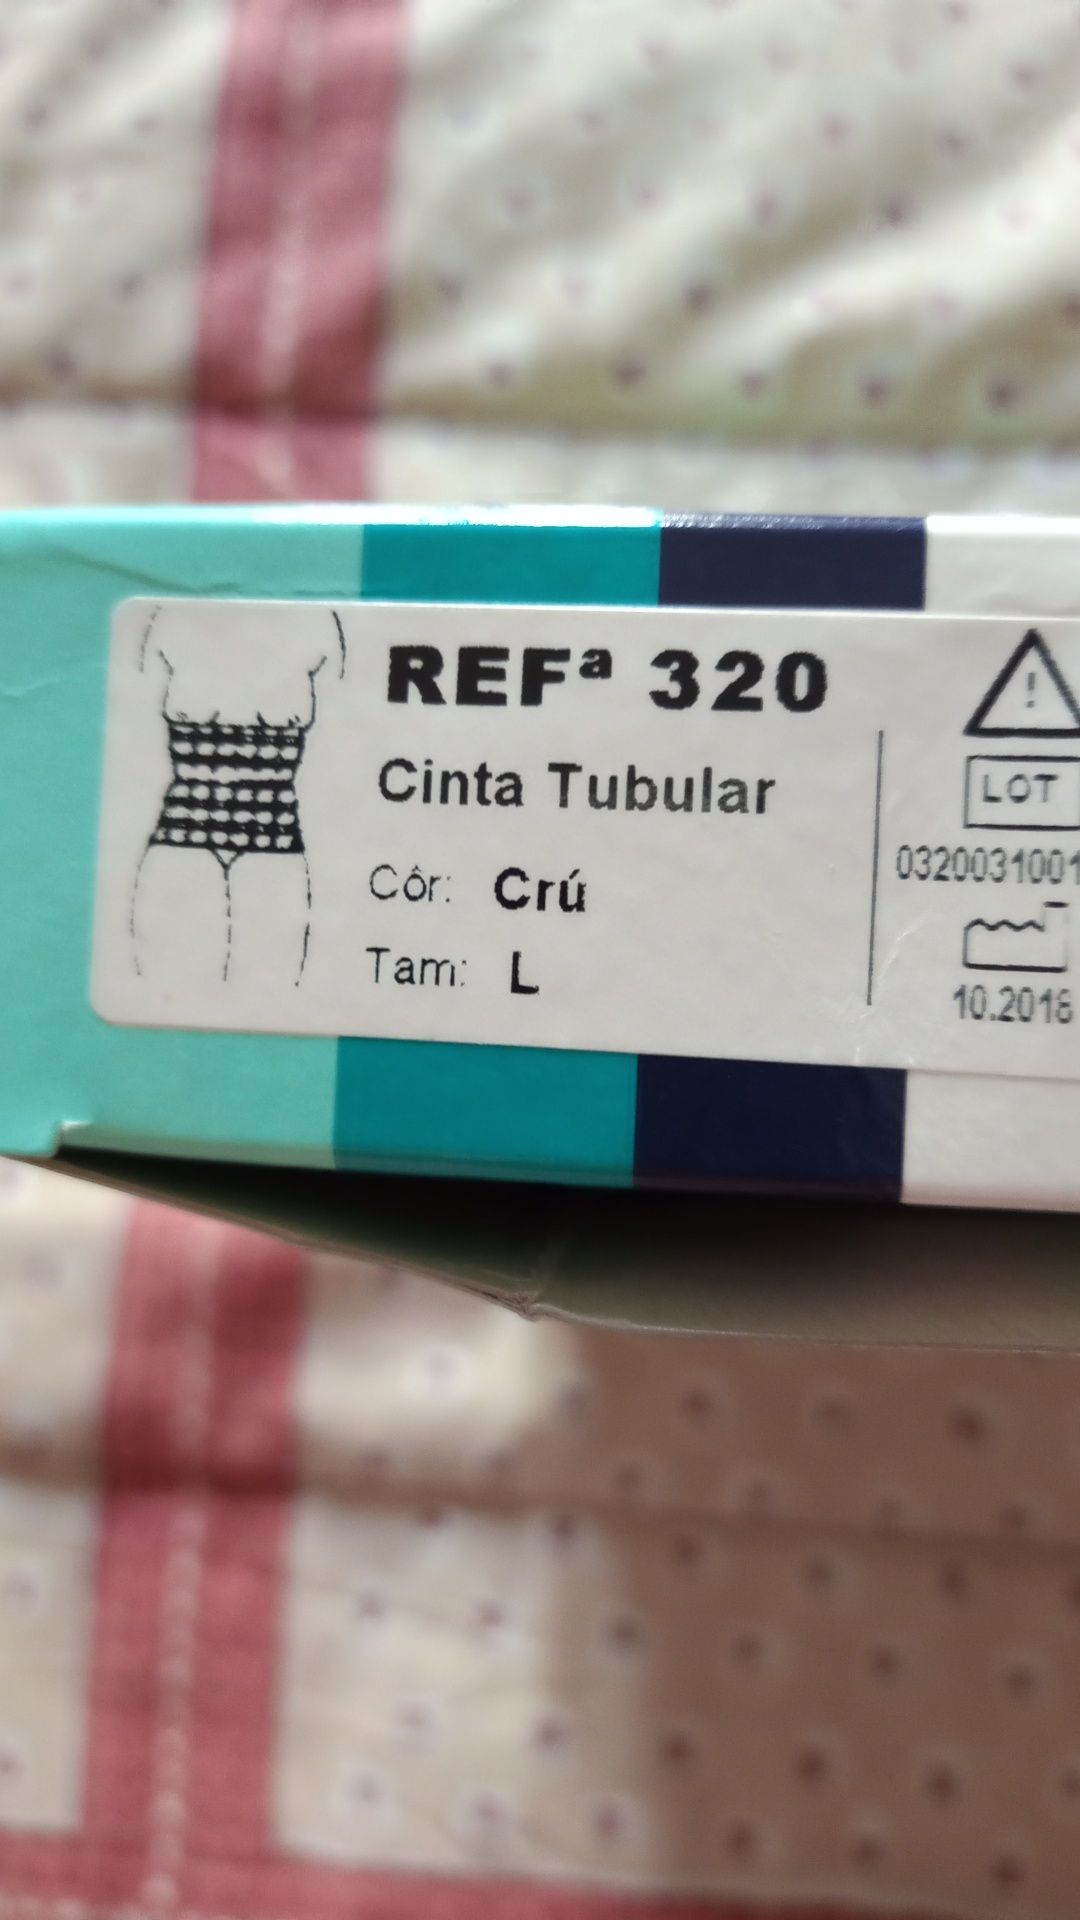 REFª 320
Cinta Tubular
Côr: Crú
Tam: L
!
LOT
0320031001
10.2018